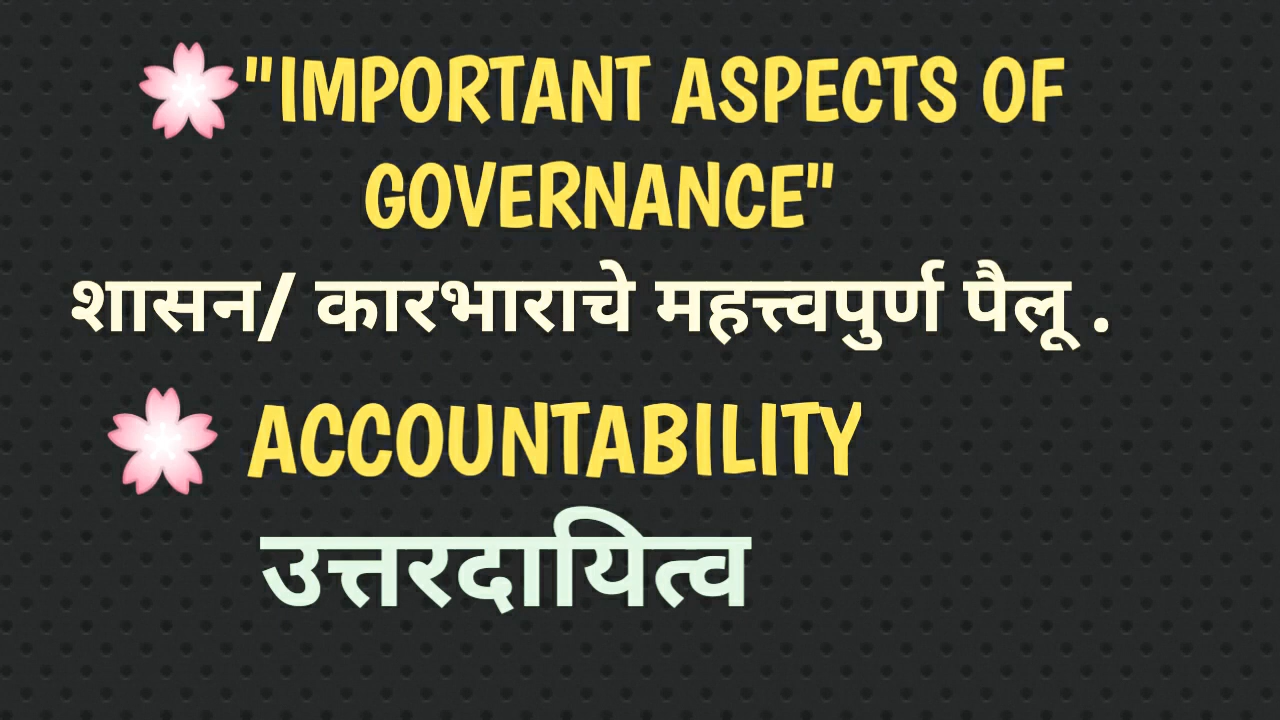 🌸"IMPORTANT ASPECTS OF
GOVERNANCE"
शासन/ कारभाराचे महत्त्वपुर्ण पैलू .
🌸 ACCOUNTABILITY
उत्तरदायित्व